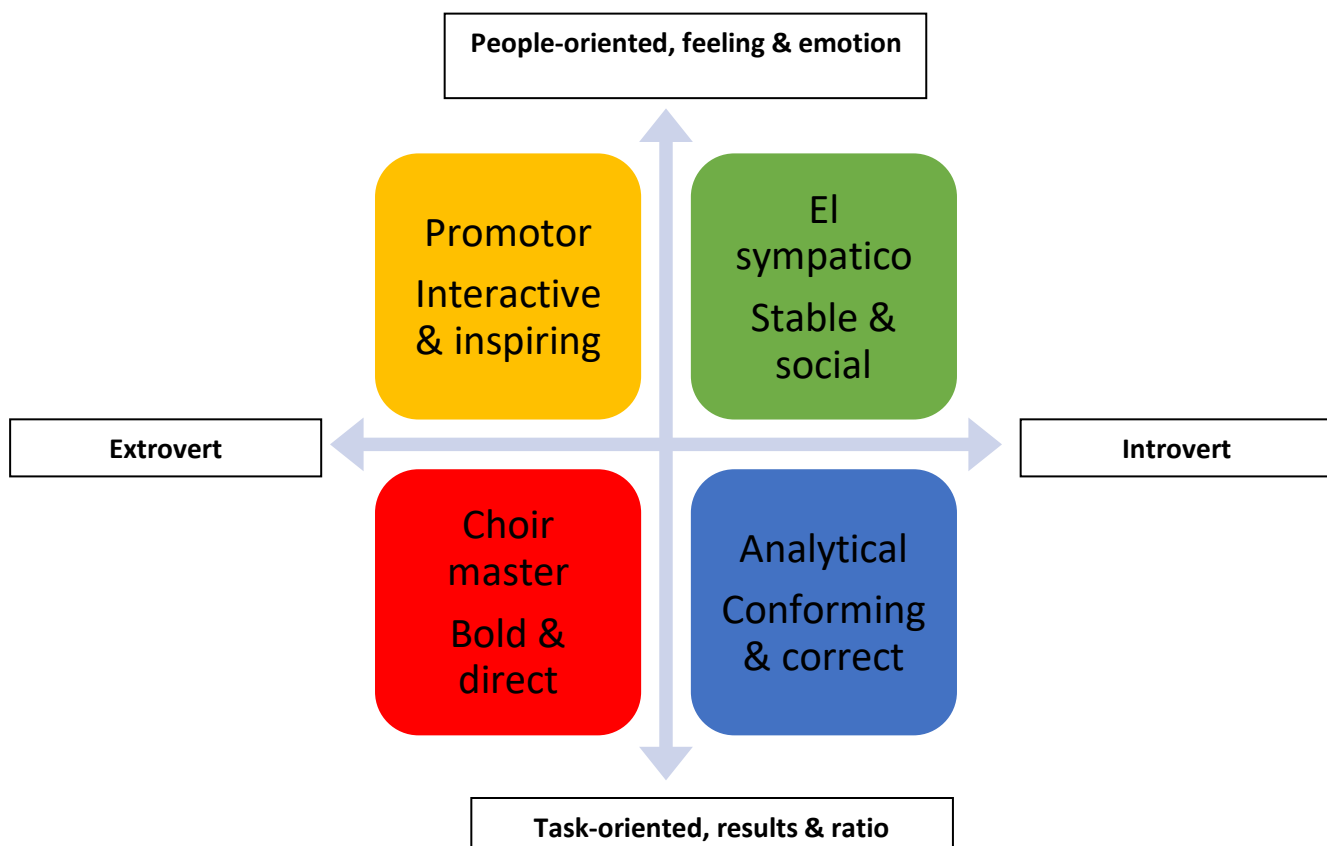 People-oriented, feeling & emotion
Promotor
Interactive
& inspiring
El
sympatico
Stable &
social
Extrovert
Introvert
Choir
master
Bold &
direct
Analytical
Conforming
& correct
Task-oriented, results & ratio